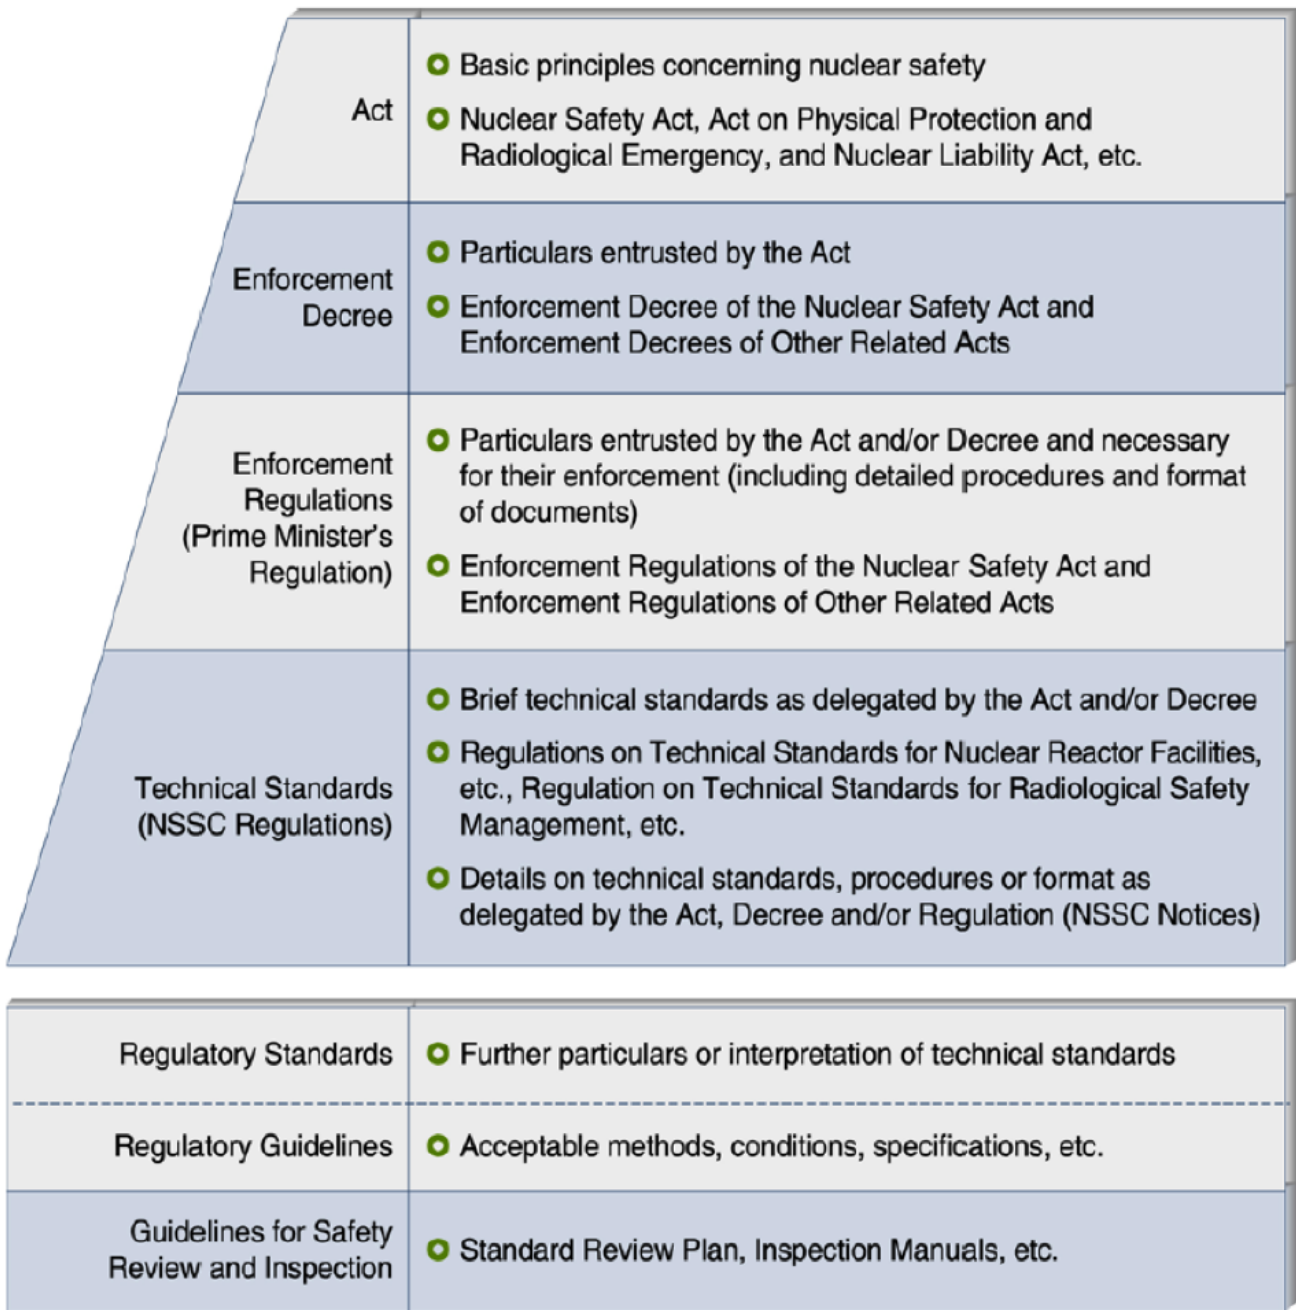 Act
Basic principles concerning nuclear safety
Nuclear Safety Act, Act on Physical Protection and
Radiological Emergency, and Nuclear Liability Act, etc.
Enforcement
Decree
Particulars entrusted by the Act
Enforcement Decree of the Nuclear Safety Act and
Enforcement Decrees of Other Related Acts
Enforcement
Regulations
(Prime Minister's
Regulation)
Particulars entrusted by the Act and/or Decree and necessary
for their enforcement (including detailed procedures and format
of documents)
Enforcement Regulations of the Nuclear Safety Act and
Enforcement Regulations of Other Related Acts
Technical Standards
(NSSC Regulations)
Brief technical standards as delegated by the Act and/or Decree
Regulations on Technical Standards for Nuclear Reactor Facilities,
etc., Regulation on Technical Standards for Radiological Safety
Management, etc.
Details on technical standards, procedures or format as
delegated by the Act, Decree and/or Regulation (NSSC Notices)
Regulatory Standards
Further particulars or interpretation of technical standards
Regulatory Guidelines
Acceptable methods, conditions, specifications, etc.
Guidelines for Safety
Review and Inspection
Standard Review Plan, Inspection Manuals, etc.